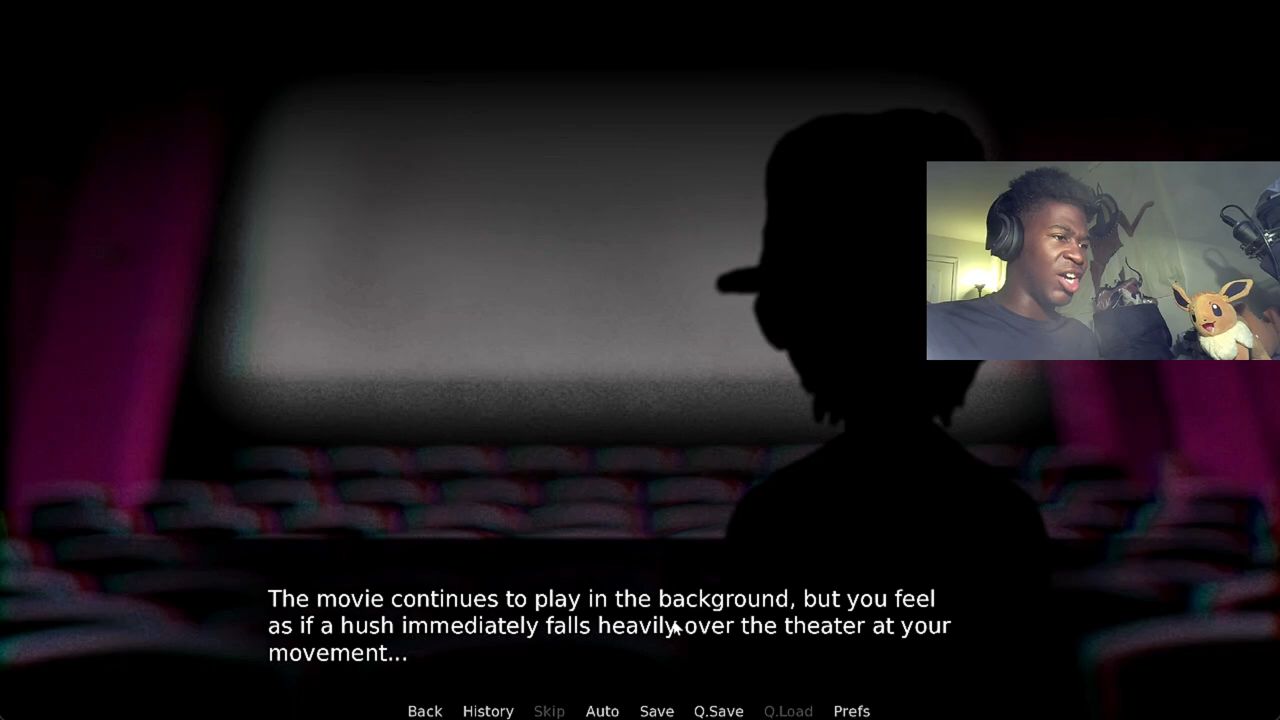 The movie continues to play in the background, but you feel
as if a hush immediately falls heavily over the theater at your
movement...
Back History Skip Auto Save Q.Save Q.Load Prefs